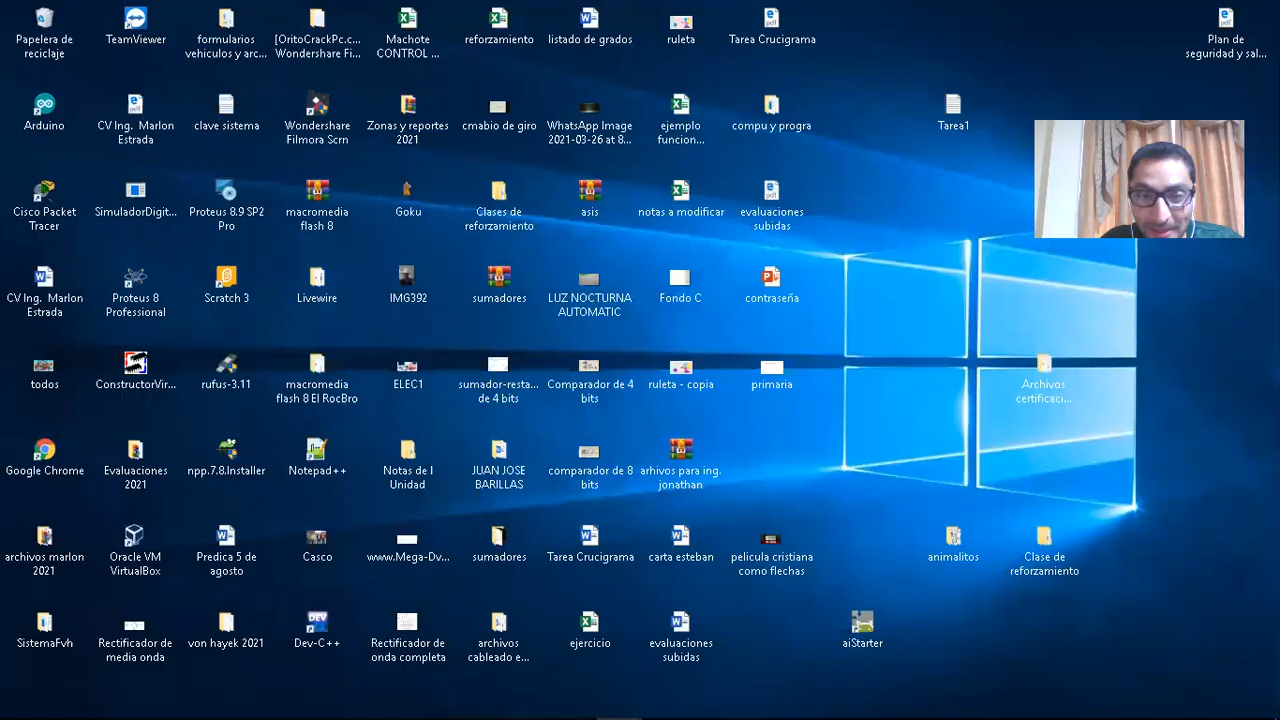 Papelera de
reciclaje
TeamViewer
formularios
vehiculos y arc...
[OritoCrackPc.c...
Wondershare Fi...
Machote
CONTROL ...
reforzamiento
listado de grados
ruleta
Tarea Crucigrama
Plan de
seguridad y sal...
Arduino
CV Ing. Marlon
Estrada
clave sistema
Wondershare
Filmora Scrn
Zonas y reportes
2021
cmabio de giro
WhatsApp Image
2021-03-26 at 8...
ejemplo
funcion...
compu y progra
Tarea1
Cisco Packet
Tracer
SimuladorDigit...
Proteus 8.9 SP2
Pro
macromedia
flash 8
Goku
Clases de
reforzamiento
asis
notas a modificar
evaluaciones
subidas
CV Ing. Marlon
Estrada
Proteus 8
Professional
Scratch 3
Livewire
IMG392
sumadores
LUZ NOCTURNA
AUTOMATIC
Fondo C
contraseña
todos
ConstructorVir...
rufus-3.11
macromedia
flash 8 El RocBro
ELEC1
sumador-resta...
de 4 bits
Comparador de 4
bits
ruleta - copia
primaria
Archivos
certificaci...
Google Chrome
Evaluaciones
2021
npp.7.8.Installer
Notepad++
Notas de I
Unidad
JUAN JOSE
BARILLAS
comparador de 8
bits
arhivos para ing.
jonathan
archivos marlon
2021
Oracle VM
VirtualBox
Predica 5 de
agosto
Casco
www.Mega-Dv...
sumadores
Tarea Crucigrama
carta esteban
pelicula cristiana
como flechas
animalitos
Clase de
reforzamiento
SistemaFvh
Rectificador de
media onda
von hayek 2021
DEV
Dev-C++
Rectificador de
onda completa
archivos
cableado e...
ejercicio
evaluaciones
subidas
aiStarter